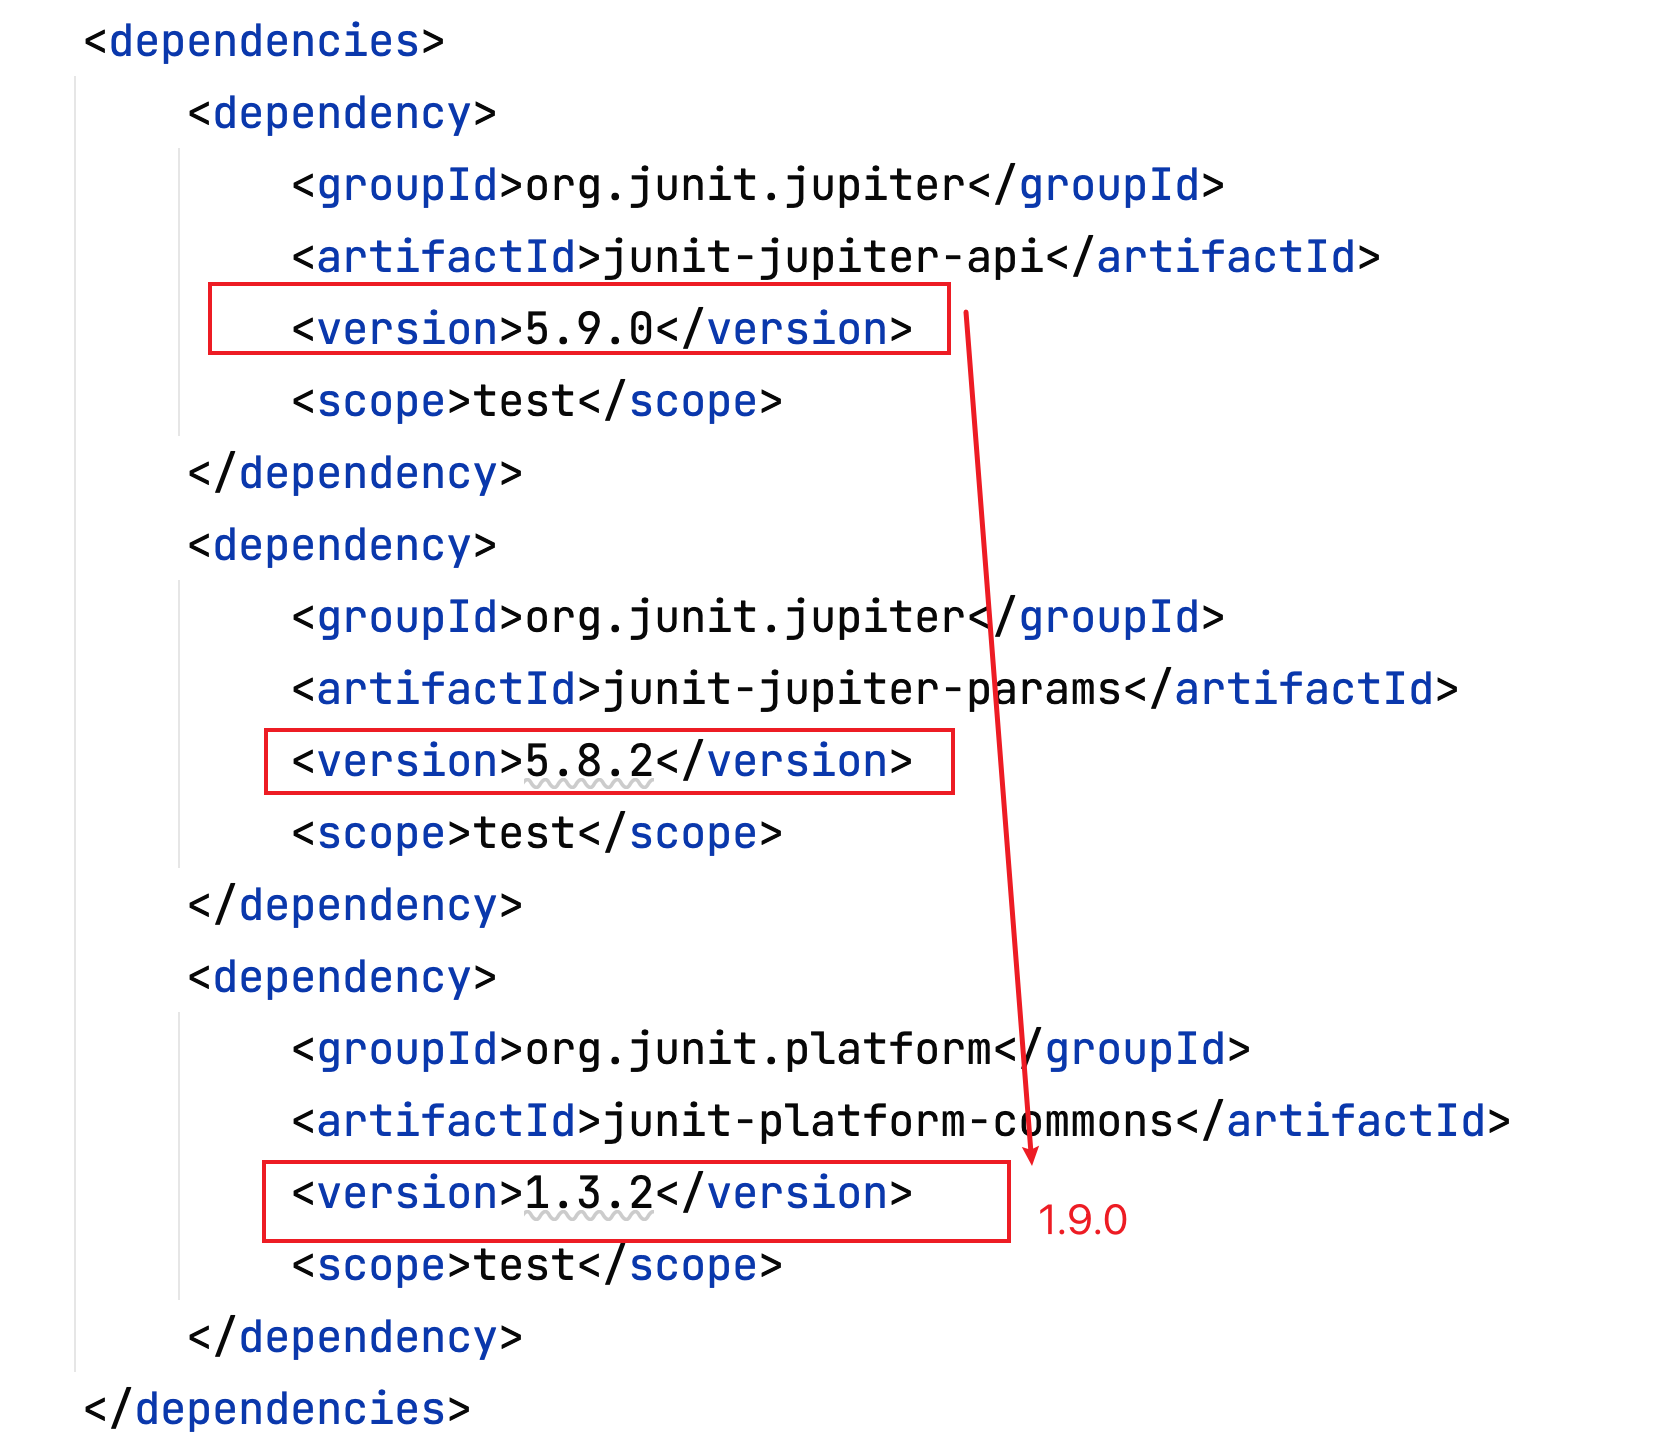 <dependencies>
<dependency>
<groupId>org.junit.jupiter</groupId>
<artifactId>junit-jupiter-api</artifactId>
<version>5.9.0</version>
<scope>test</scope>
</dependency>
<dependency>
<groupId>org.junit.jupiter</groupId>
<artifactId>junit-jupiter-params</artifactId>
<version>5.8.2</version>
<scope>test</scope>
</dependency>
<dependency>
<groupId>org.junit.platform</groupId>
<artifactId>junit-platform-commons</artifactId>
<version>1.3.2</version>
1.9.0
<scope>test</scope>
</dependency>
</dependencies>